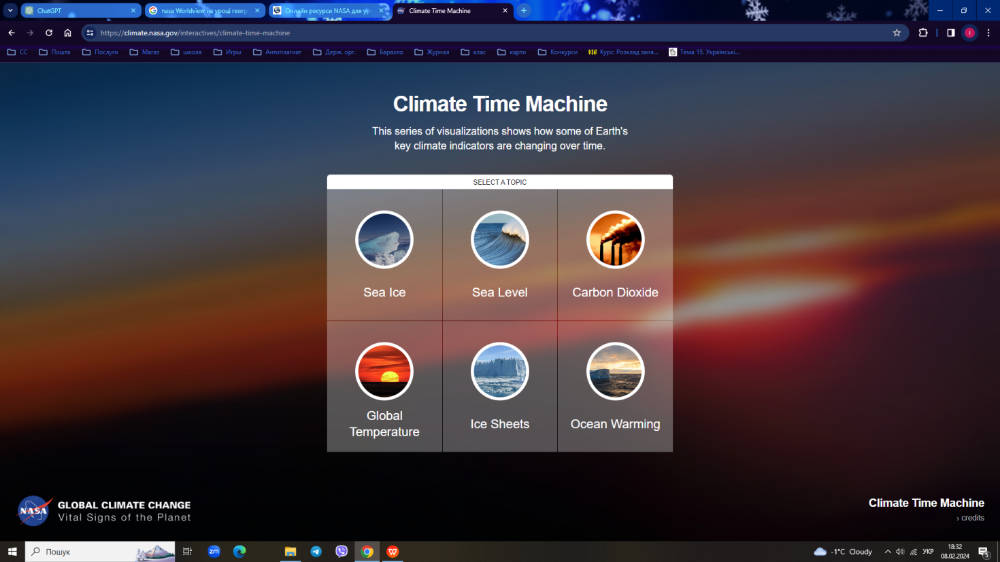 ChatGPT
nasa Worldview на уроці геогр
Онлайн ресурси NASA для ур
Climate Time Machine
https://climate.nasa.gov/interactives/climate-time-machine
СС
Пошта
Послуги
Магаз
школа
Игры
Антиплагиат
Держ. орг.
Барахло
Журнал
клас
карти
Конкурси
Курс: Розклад заня...
Тема 15. Українські...
Climate Time Machine
This series of visualizations shows how some of Earth's
key climate indicators are changing over time.
SELECT A TOPIC
Sea Ice
Sea Level
Carbon Dioxide
Global
Temperature
Ice Sheets
Ocean Warming
NASA
GLOBAL CLIMATE CHANGE
Vital Signs of the Planet
Climate Time Machine
› credits
Пошук
zm
-1°C Cloudy
УКР
18:32
08.02.2024
5